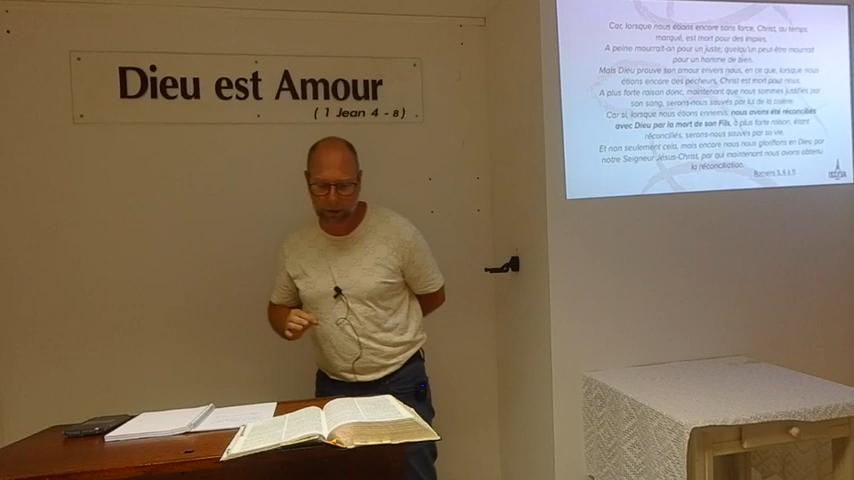 Dieu est Amour
( 1 Jean 4 - 8 )
Car, lorsque nous étions encore sans force, Christ, au temps
marqué, est mort pour des impies.
A peine mourrait-on pour un juste; quelqu'un peut-être mourrait
pour un homme de bien.
Mais Dieu prouve son amour envers nous, en ce que, lorsque nous
étions encore des pécheurs, Christ est mort pour nous.
A plus forte raison donc, maintenant que nous sommes justifiés par
son sang, serons-nous sauvés par lui de la colère.
Car si, lorsque nous étions ennemis, nous avons été réconciliés
avec Dieu par la mort de son Fils, à plus forte raison, étant
réconciliés, serons-nous sauvés par sa vie.
Et non seulement cela, mais encore nous nous glorifions en Dieu par
notre Seigneur Jésus-Christ, par qui maintenant nous avons obtenu
la réconciliation.
Romains 5, 6 à 11